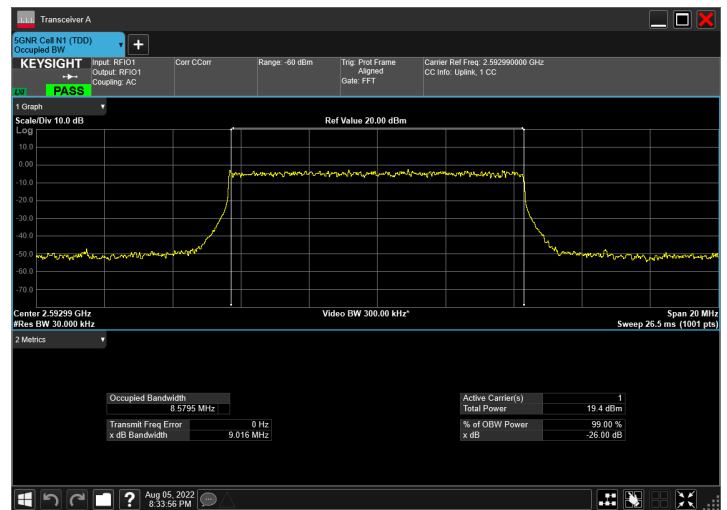 Transceiver A
5GNR Cell N1 (TDD)
Occupied BW
KEYSIGHT
LXI
PASS
Input: RFIO1
Output: RFIO1
Coupling: AC
Corr CCorr
Range: -60 dBm
Trig: Prot Frame
Aligned
Gate: FFT
Carrier Ref Freq: 2.592990000 GHz
CC Info: Uplink, 1 CC
1 Graph
Scale/Div 10.0 dB
Ref Value 20.00 dBm
Log
10.0
0.00
-10.0
-20.0
-30.0
-40.0
-50.0
-60.0
-70.0
Center 2.59299 GHz
Video BW 300.00 kHz*
Span 20 MHz
#Res BW 30.000 kHz
Sweep 26.5 ms (1001 pts)
2 Metrics
Occupied Bandwidth
8.5795 MHz
Transmit Freq Error 0 Hz
x dB Bandwidth 9.016 MHz
Active Carrier(s) 1
Total Power 19.4 dBm
% of OBW Power 99.00 %
x dB -26.00 dB
?
Aug 05, 2022
8:33:56 PM